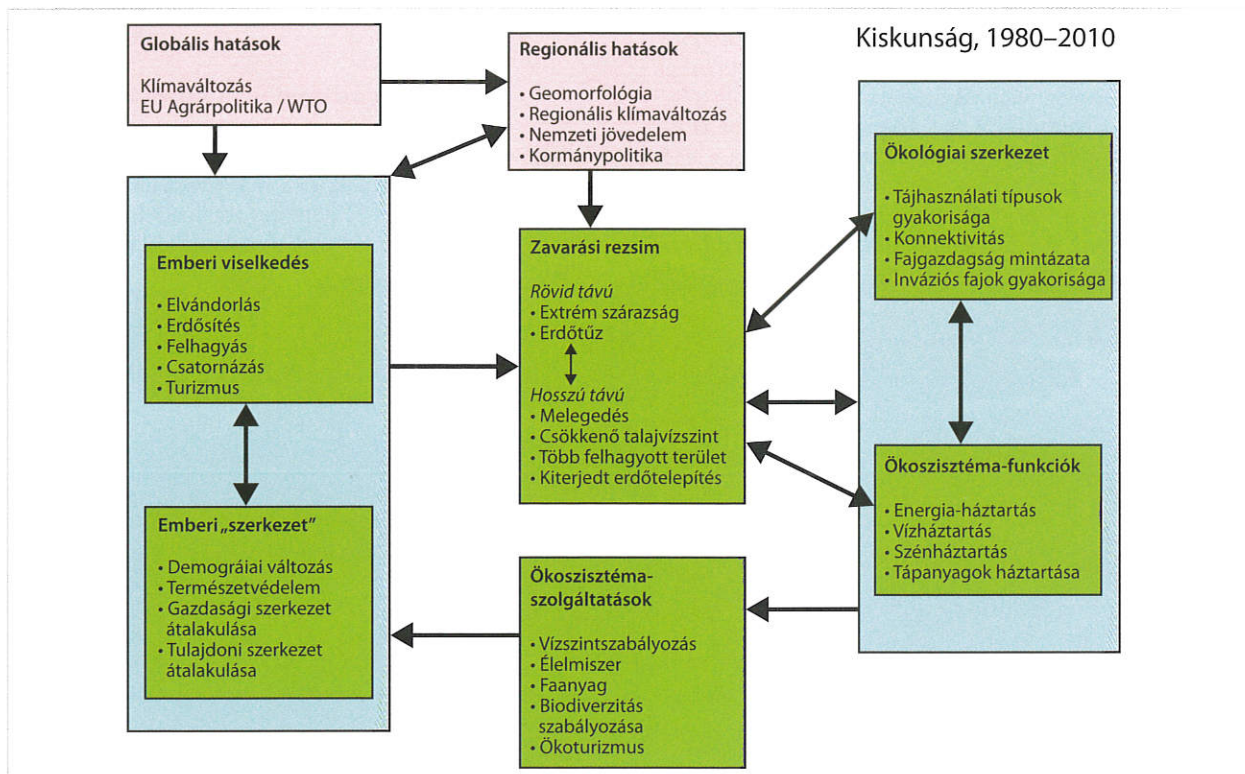 Kiskunság, 1980–2010
Globális hatások
Klímaváltozás
EU Agrárpolitika / WTO
Regionális hatások
• Geomorfológia
• Regionális klímaváltozás
• Nemzeti jövedelem
• Kormánypolitika
Emberi viselkedés
• Elvándorlás
• Erdősítés
• Felhagyás
• Csatornázás
• Turizmus
Emberi „szerkezet”
• Demográiai változás
• Természetvédelem
• Gazdasági szerkezet
átalakulása
• Tulajdoni szerkezet
átalakulása
Zavarási rezsim
Rövid távú
• Extrém szárazság
• Erdőtűz
Hosszú távú
• Melegedés
• Csökkenő talajvízszint
• Több felhagyott terület
• Kiterjedt erdőtelepítés
Ökoszisztéma-
szolgáltatások
• Vízszintszabályozás
• Élelmiszer
• Faanyag
• Biodiverzitás
szabályozása
• Ökoturizmus
Ökológiai szerkezet
• Tájhasználati típusok
gyakorisága
• Konnektivitás
• Fajgazdagság mintázata
• Inváziós fajok gyakorisága
Ökoszisztéma-funkciók
• Energia-háztartás
• Vízháztartás
• Szénháztartás
• Tápanyagok háztartása